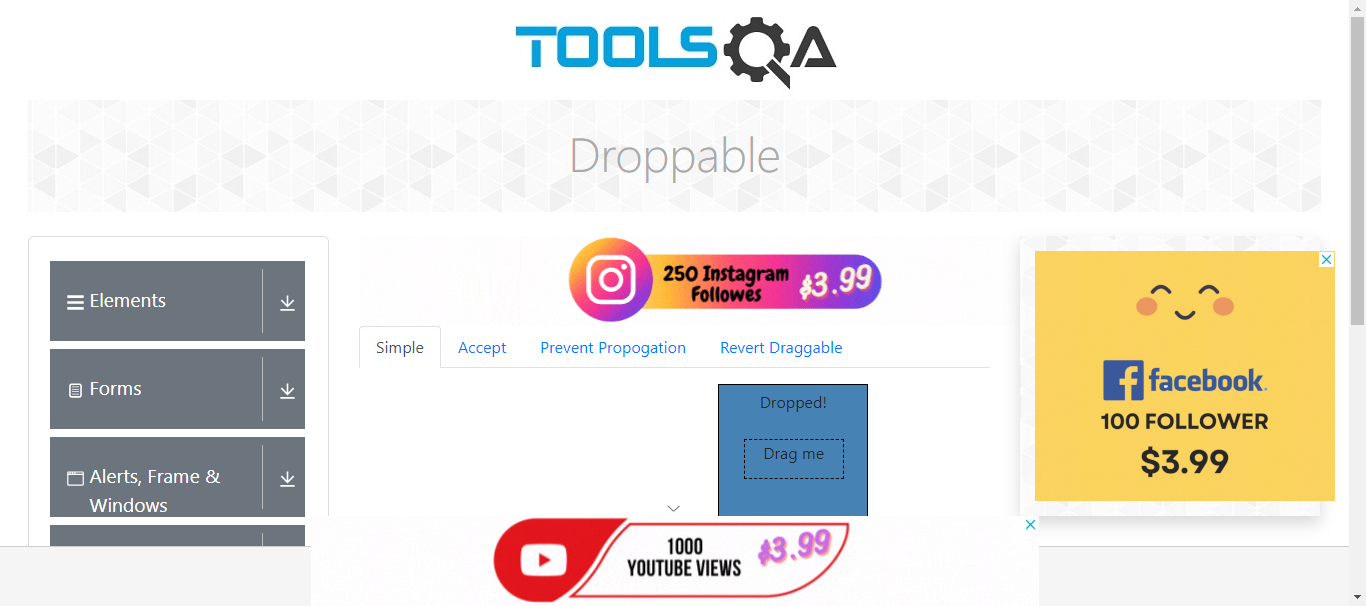 TOOLSQA
Droppable
Elements
Forms
Alerts, Frame &
Windows
250 Instagram
Followes
$3.99
Simple
Accept
Prevent Propogation
Revert Draggable
Dropped!
Drag me
facebook.
100 FOLLOWER
$3.99
1000
YOUTUBE VIEWS
$3.99